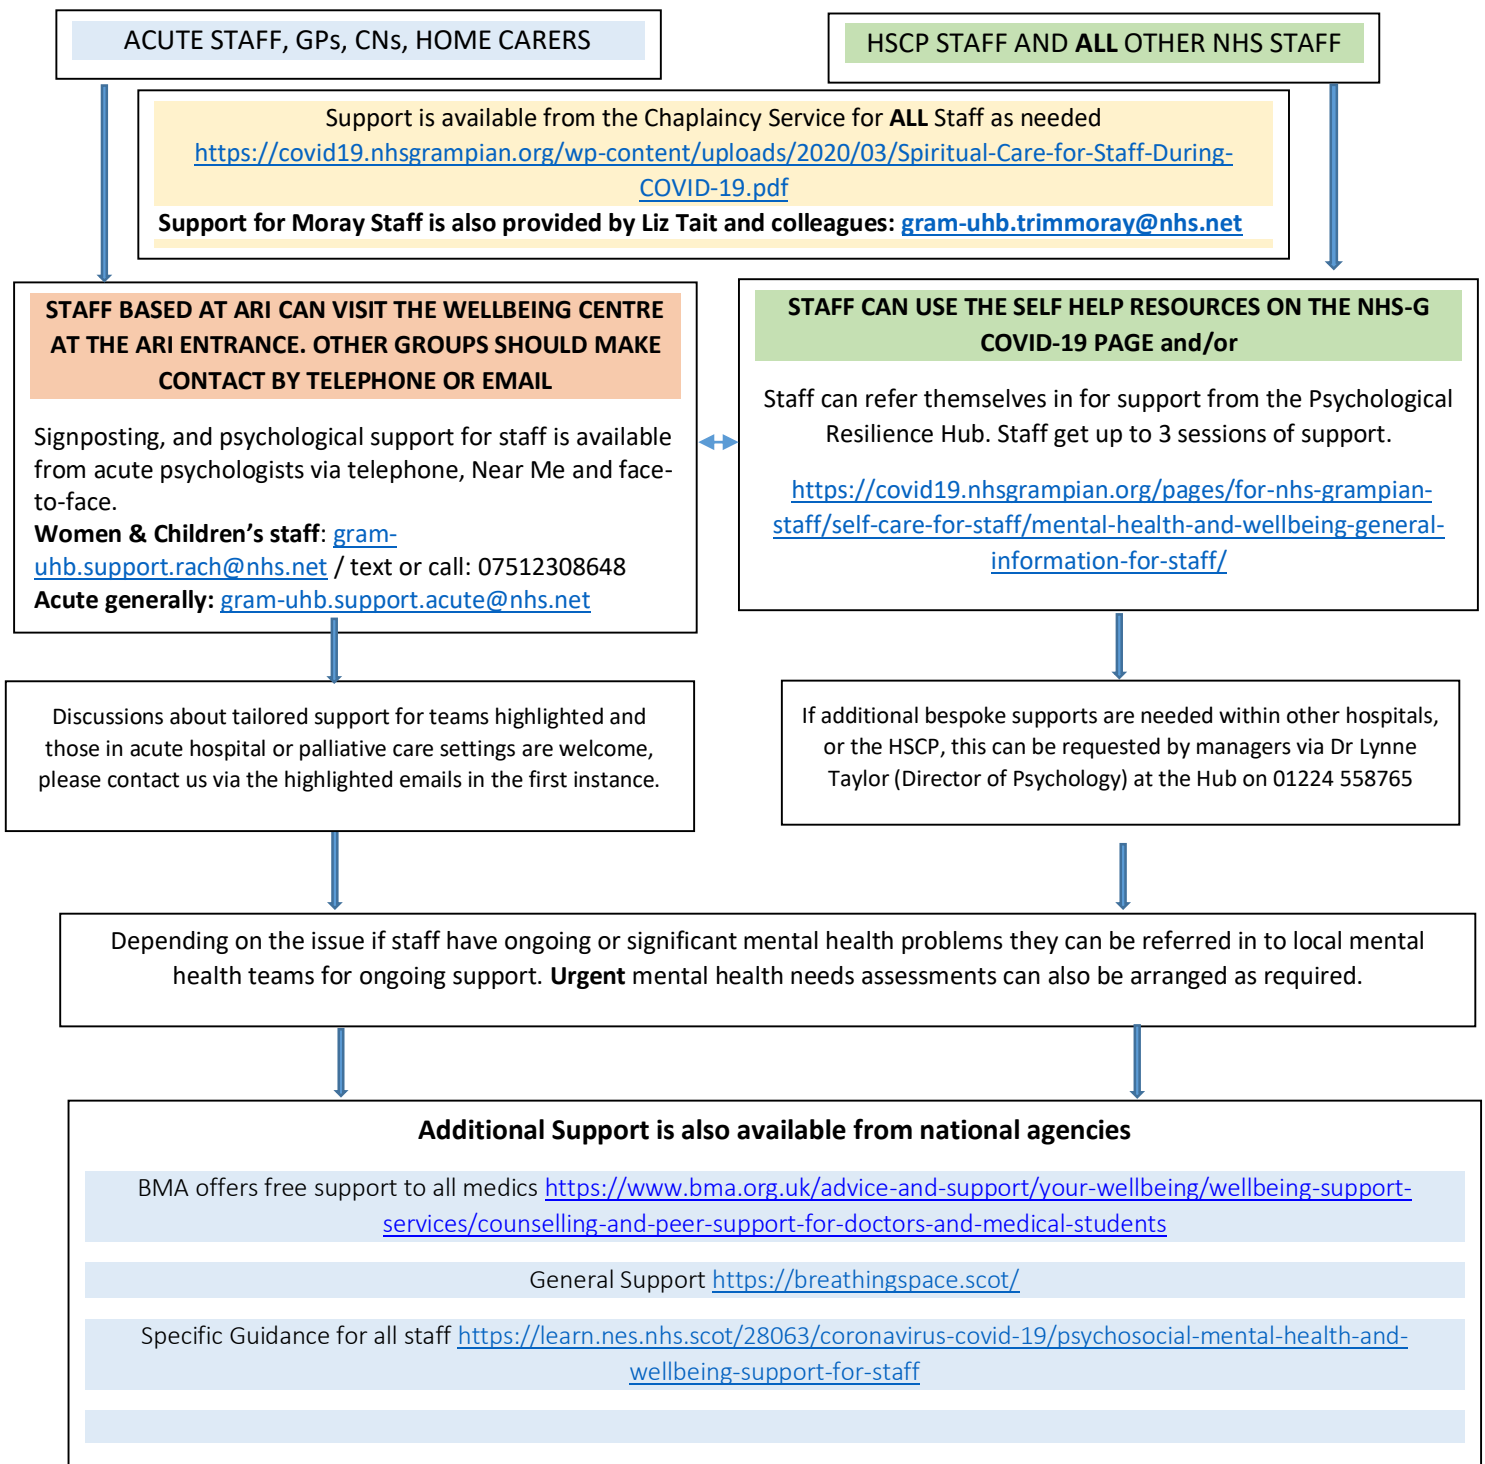 ACUTE STAFF, GPs, CNs, HOME CARERS
HSCP STAFF AND ALL OTHER NHS STAFF
Support is available from the Chaplaincy Service for ALL Staff as needed
https://covid19.nhsgrampian.org/wp-content/uploads/2020/03/Spiritual-Care-for-Staff-During-
COVID-19.pdf
Support for Moray Staff is also provided by Liz Tait and colleagues: gram-uhb.trimmoray@nhs.net
STAFF BASED AT ARI CAN VISIT THE WELLBEING CENTRE
AT THE ARI ENTRANCE. OTHER GROUPS SHOULD MAKE
CONTACT BY TELEPHONE OR EMAIL
Signposting, and psychological support for staff is available
from acute psychologists via telephone, Near Me and face-
to-face.
Women & Children’s staff: gram-
uhb.support.rach@nhs.net / text or call: 07512308648
Acute generally: gram-uhb.support.acute@nhs.net
STAFF CAN USE THE SELF HELP RESOURCES ON THE NHS-G
COVID-19 PAGE and/or
Staff can refer themselves in for support from the Psychological
Resilience Hub. Staff get up to 3 sessions of support.
https://covid19.nhsgrampian.org/pages/for-nhs-grampian-
staff/self-care-for-staff/mental-health-and-wellbeing-general-
information-for-staff/
Discussions about tailored support for teams highlighted and
those in acute hospital or palliative care settings are welcome,
please contact us via the highlighted emails in the first instance.
If additional bespoke supports are needed within other hospitals,
or the HSCP, this can be requested by managers via Dr Lynne
Taylor (Director of Psychology) at the Hub on 01224 558765
Depending on the issue if staff have ongoing or significant mental health problems they can be referred in to local mental
health teams for ongoing support. Urgent mental health needs assessments can also be arranged as required.
Additional Support is also available from national agencies
BMA offers free support to all medics https://www.bma.org.uk/advice-and-support/your-wellbeing/wellbeing-support-
services/counselling-and-peer-support-for-doctors-and-medical-students
General Support https://breathingspace.scot/
Specific Guidance for all staff https://learn.nes.nhs.scot/28063/coronavirus-covid-19/psychosocial-mental-health-and-
wellbeing-support-for-staff